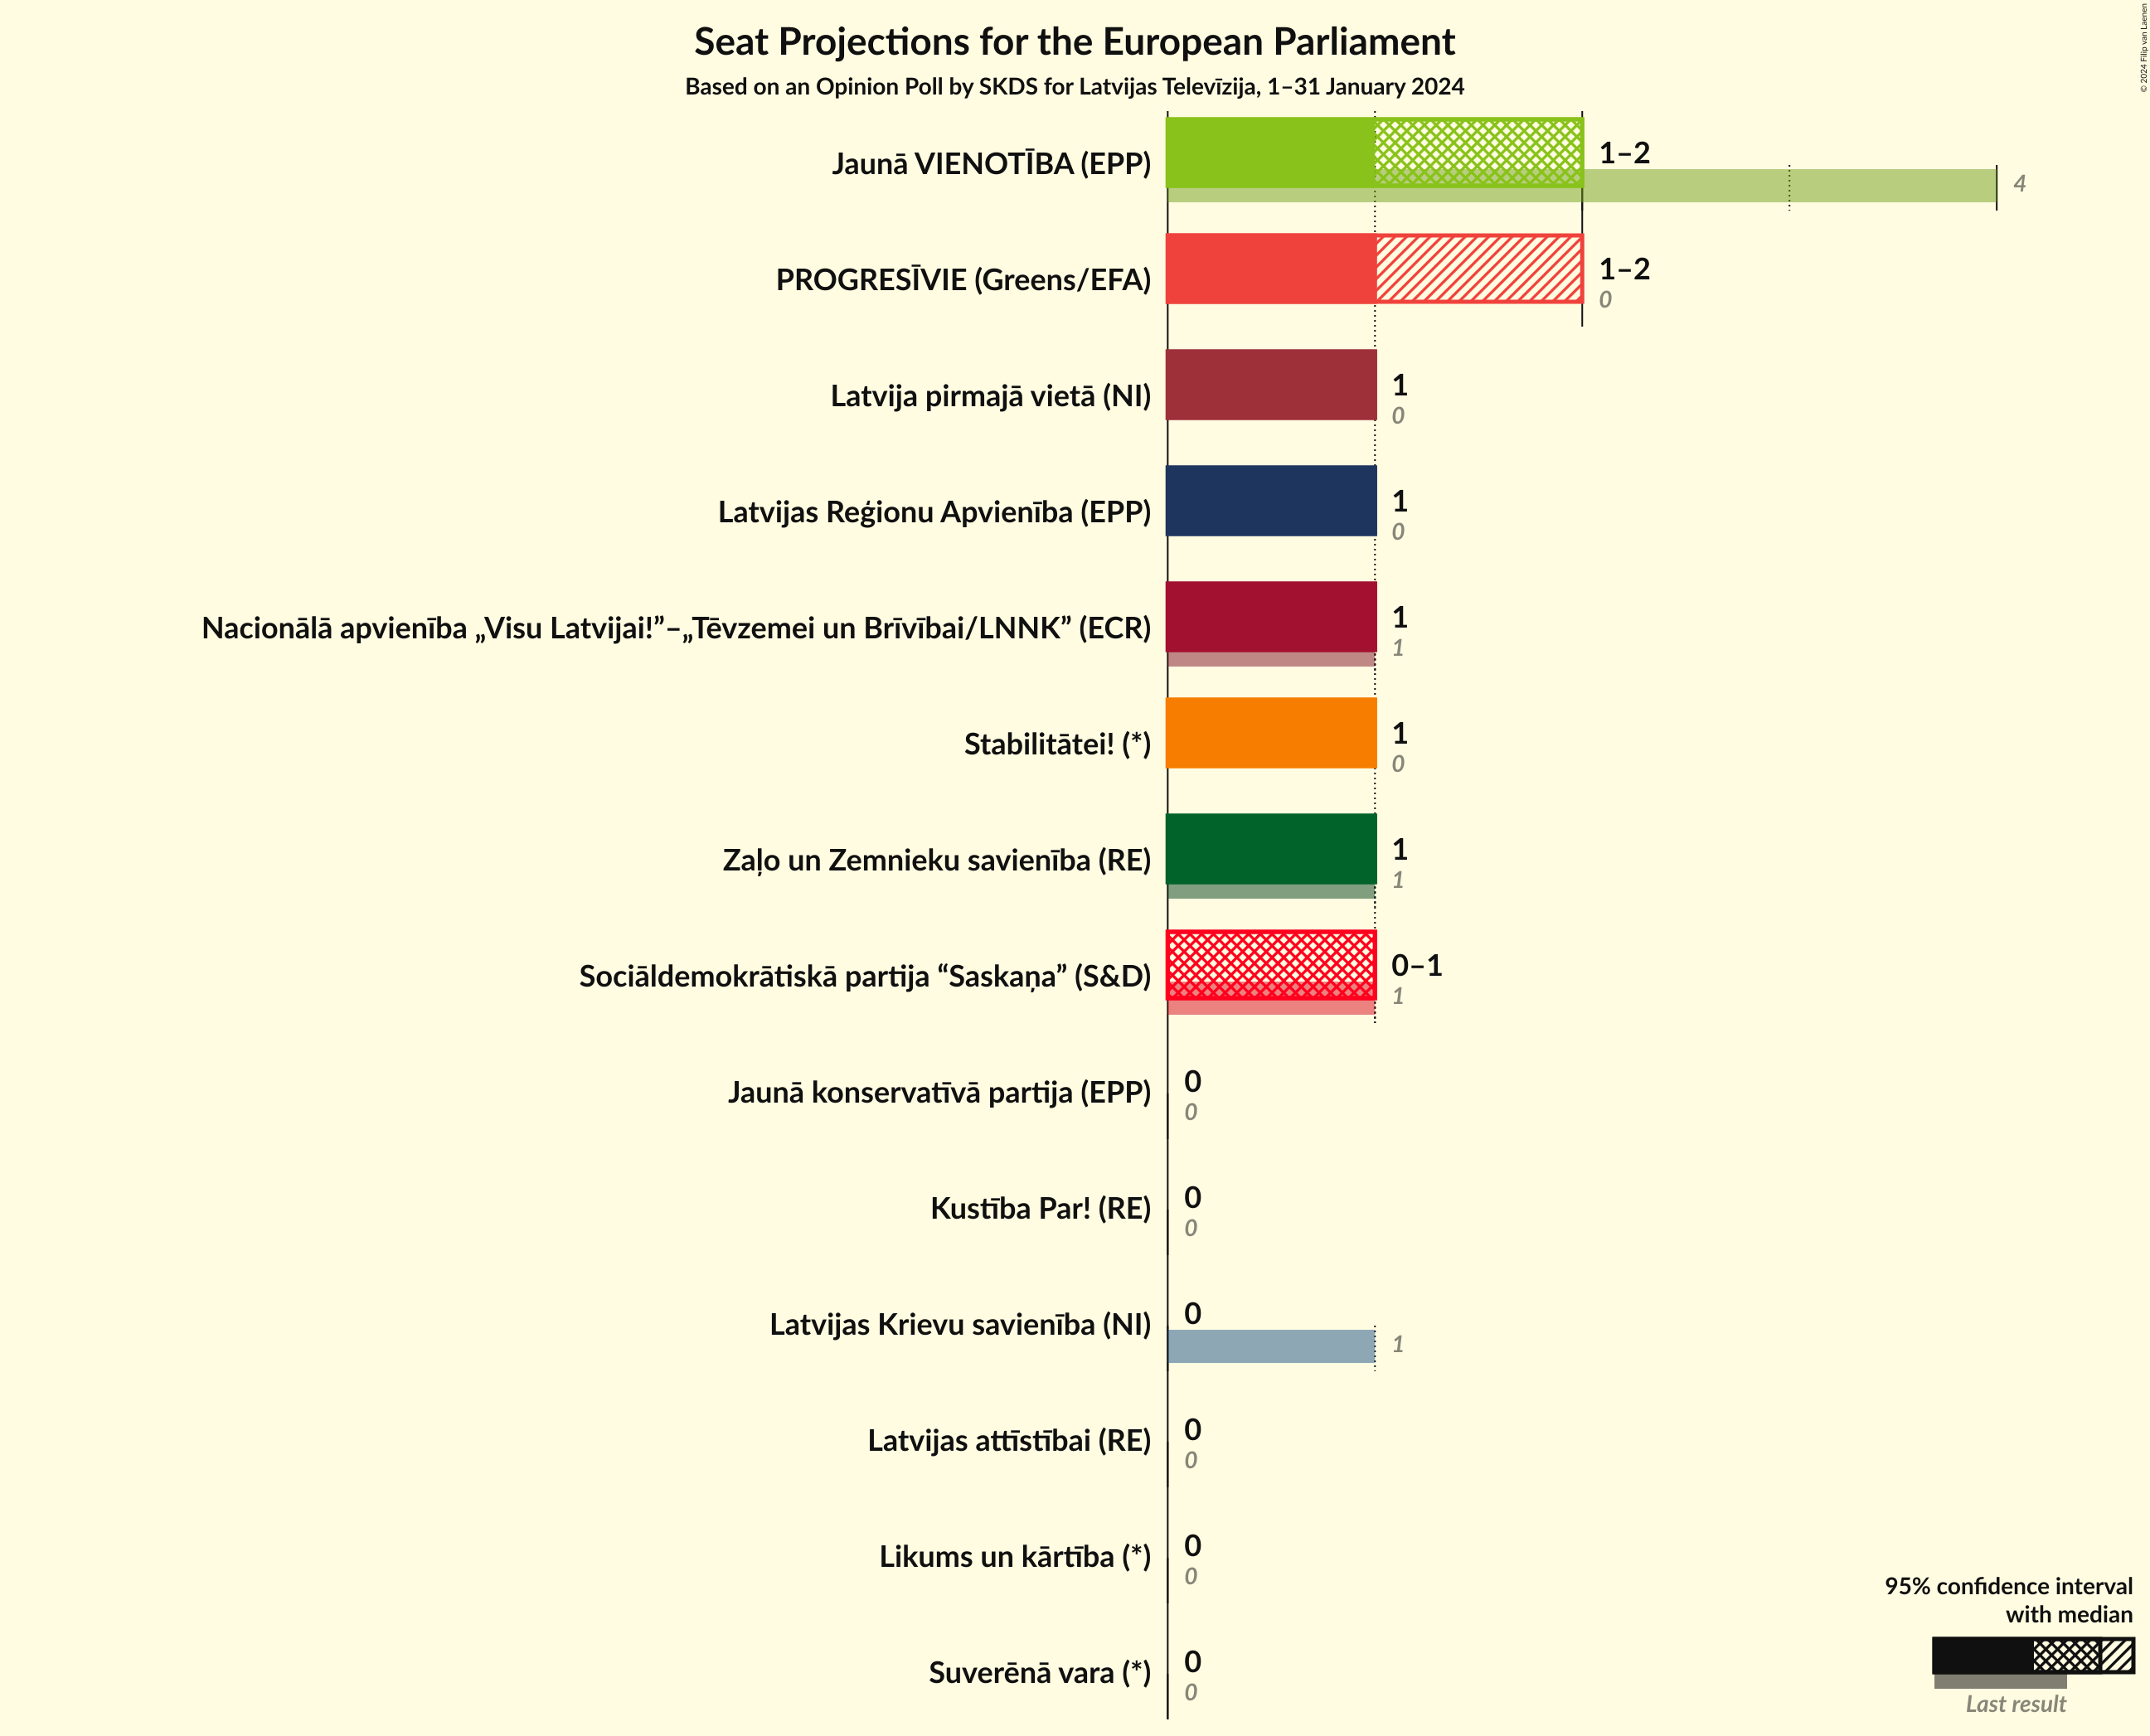 Seat Projections for the European Parliament
Based on an Opinion Poll by SKDS for Latvijas Televīzija, 1–31 January 2024
© 2024 Filip van Laenen
Jaunā VIENOTĪBA (EPP)
1–2
4
PROGRESĪVIE (Greens/EFA)
1–2
0
Latvija pirmajā vietā (NI)
1
0
Latvijas Reģionu Apvienība (EPP)
1
0
Nacionālā apvienība „Visu Latvijai!”–„Tēvzemei un Brīvībai/LNNK” (ECR)
1
1
Stabilitātei! (*)
1
0
Zaļo un Zemnieku savienība (RE)
1
1
Sociāldemokrātiskā partija “Saskaņa” (S&D)
0–1
1
Jaunā konservatīvā partija (EPP)
0
0
Kustība Par! (RE)
0
0
Latvijas Krievu savienība (NI)
0
1
Latvijas attīstībai (RE)
0
0
Likums un kārtība (*)
0
0
Suverēnā vara (*)
0
0
95% confidence interval
with median
Last result